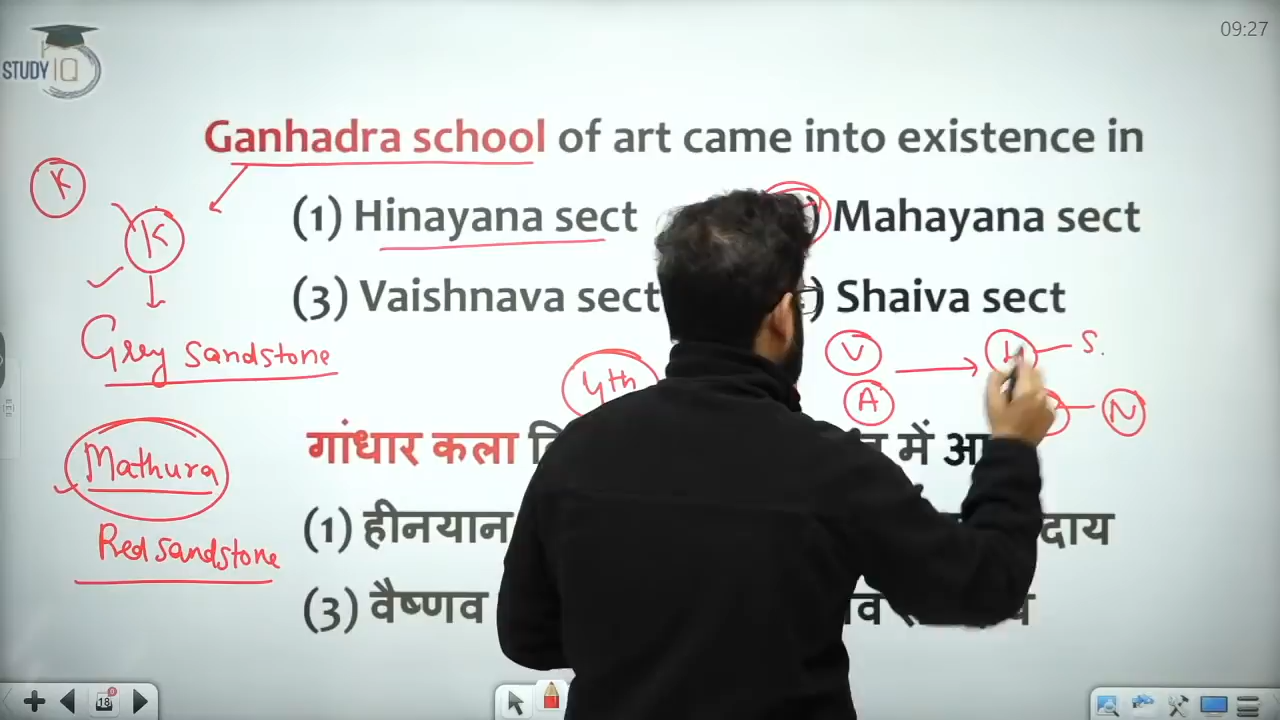 09:27
STUDY IQ
Ganhadra school of art came into existence in
K
K
(1) Hinayana sect
) Mahayana sect
(3) Vaishnava sect
) Shaiva sect
Grey sandstone
4th
V
A
S.
N
गांधार कला
में
Mathura
(1) हीनयान
Red sandstone
(3) वैष्णव
18